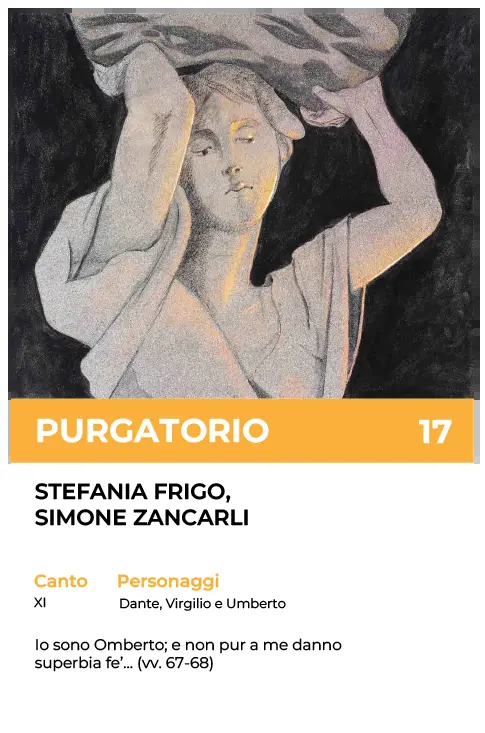 PURGATORIO 17
STEFANIA FRIGO,
SIMONE ZANCARLI
Canto Personaggi
XI Dante, Virgilio e Umberto
Io sono Omberto; e non pur a me danno
superbia fe’... (vv. 67-68)